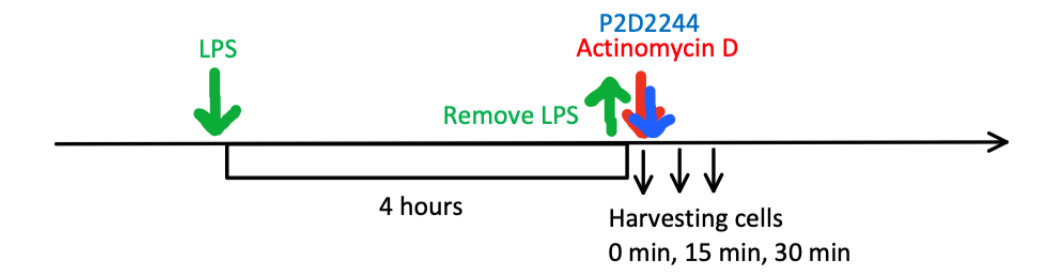 P2D2244
LPS
Actinomycin D
Remove LPS
4 hours
Harvesting cells
0 min, 15 min, 30 min